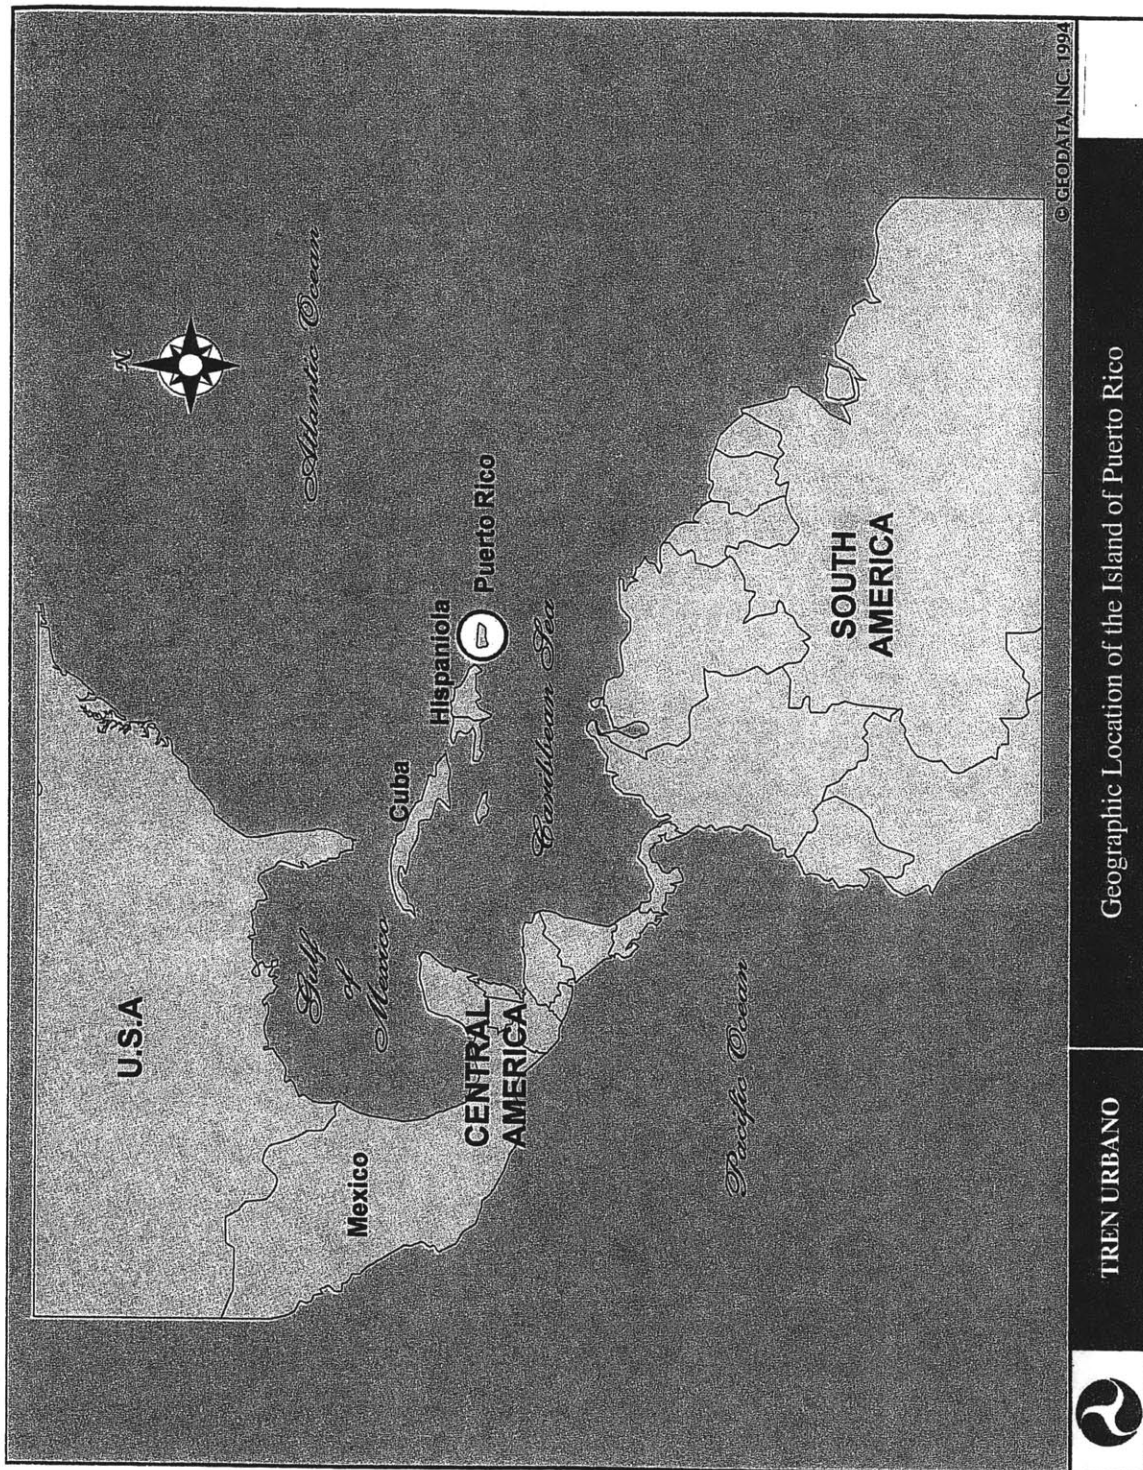 N
U.S.A
Atlantic Ocean
Gulf
of
Mexico
Mexico
Cuba
Hispaniola
Puerto Rico
CENTRAL
AMERICA
Caribbean Sea
Pacific Ocean
SOUTH
AMERICA
© GEODATA, INC. 1994
TREN URBANO
Geographic Location of the Island of Puerto Rico